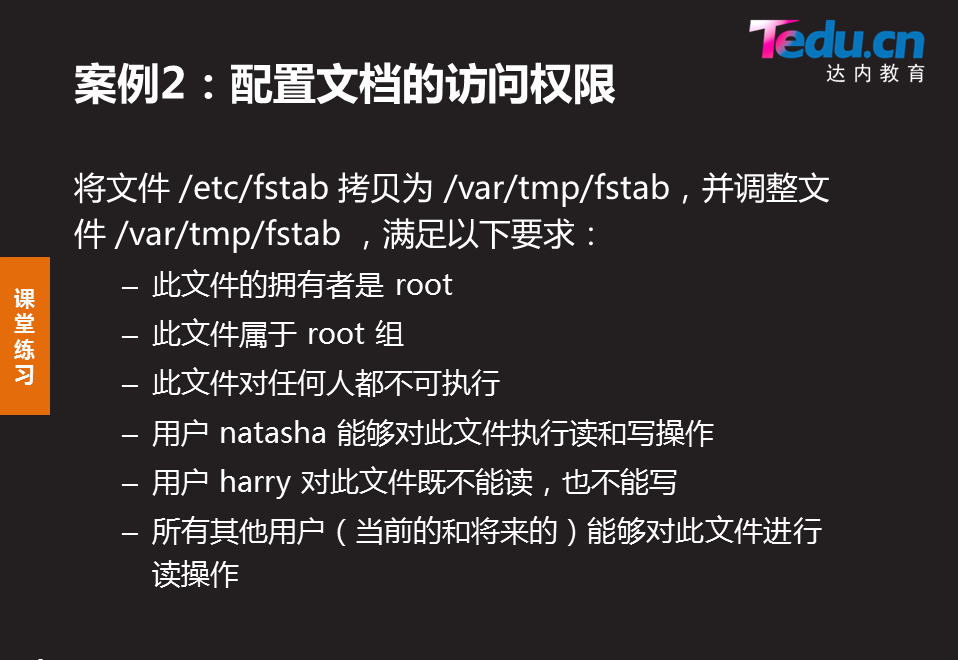 Tedu.cn
达内教育
案例2：配置文档的访问权限
将文件 /etc/fstab 拷贝为 /var/tmp/fstab，并调整文
件 /var/tmp/fstab ，满足以下要求：
– 此文件的拥有者是 root
– 此文件属于 root 组
– 此文件对任何人都不可执行
– 用户 natasha 能够对此文件执行读和写操作
– 用户 harry 对此文件既不能读，也不能写
– 所有其他用户（当前的和将来的）能够对此文件进行
读操作
课堂练习